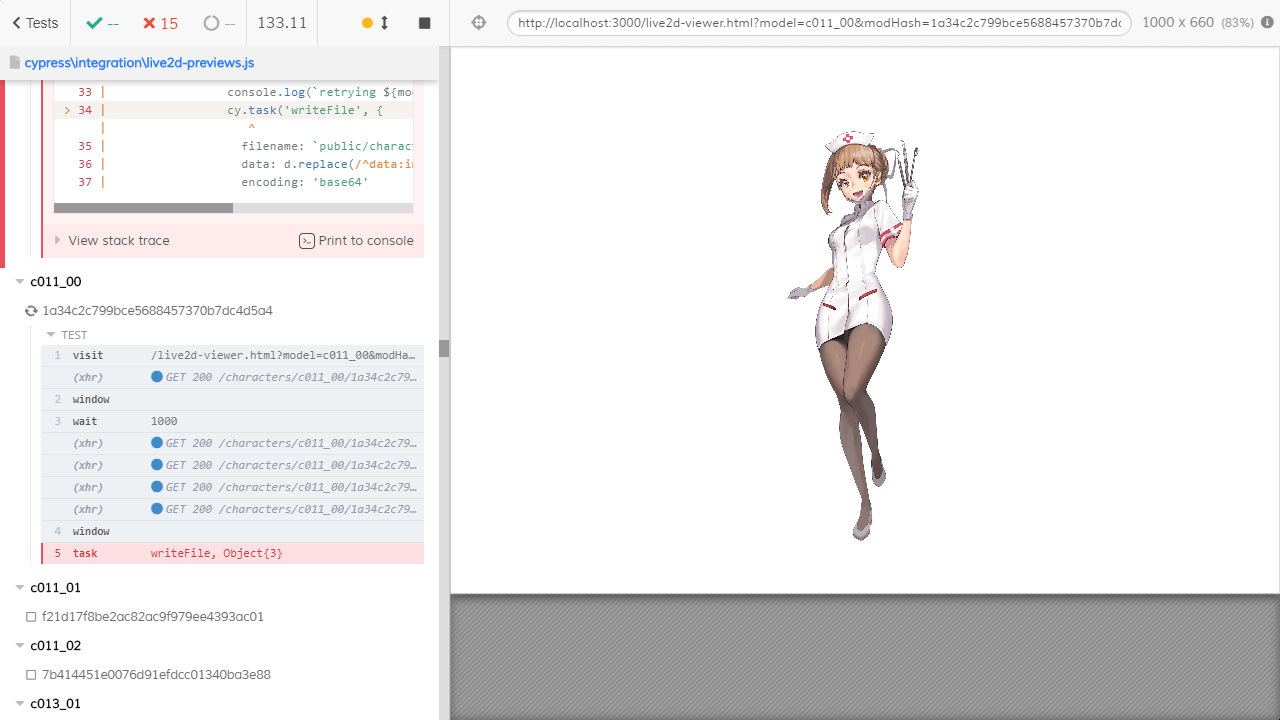 Tests
--
15
--
133.11
http://localhost:3000/live2d-viewer.html?model=c011_00&modHash=1a34c2c799bce5688457370b7dc
1000 x 660 (83%)
cypress\integration\live2d-previews.js
33 | console.log(`retrying ${mo
> 34 | cy.task('writeFile', {
| ^
35 | filename: `public/charact
36 | data: d.replace(/^data:i
37 | encoding: 'base64'
View stack trace
Print to console
c011_00
1a34c2c799bce5688457370b7dc4d5a4
TEST
1 visit /live2d-viewer.html?model=c011_00&modHa…
(xhr) GET 200 /characters/c011_00/1a34c2c79…
2 window
3 wait 1000
(xhr) GET 200 /characters/c011_00/1a34c2c79…
(xhr) GET 200 /characters/c011_00/1a34c2c79…
(xhr) GET 200 /characters/c011_00/1a34c2c79…
(xhr) GET 200 /characters/c011_00/1a34c2c79…
4 window
5 task writeFile, Object{3}
c011_01
f21d17f8be2ac82ac9f979ee4393ac01
c011_02
7b414451e0076d91efdcc01340ba3e88
c013_01